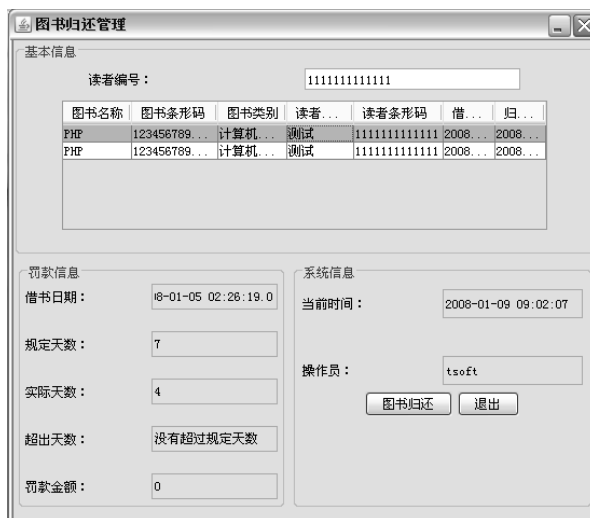 图书归还管理
基本信息
读者编号： 1111111111111
图书名称 图书条形码 图书类别 读者... 读者条形码 借... 归...
PHP 123456789... 计算机... 测试 1111111111111 2008... 2008...
PHP 123456789... 计算机... 测试 1111111111111 2008... 2008...
罚款信息
借书日期： 8-01-05 02:26:19.0
规定天数： 7
实际天数： 4
超出天数： 没有超过规定天数
罚款金额： 0
系统信息
当前时间： 2008-01-09 09:02:07
操作员： tsoft
图书归还 退出